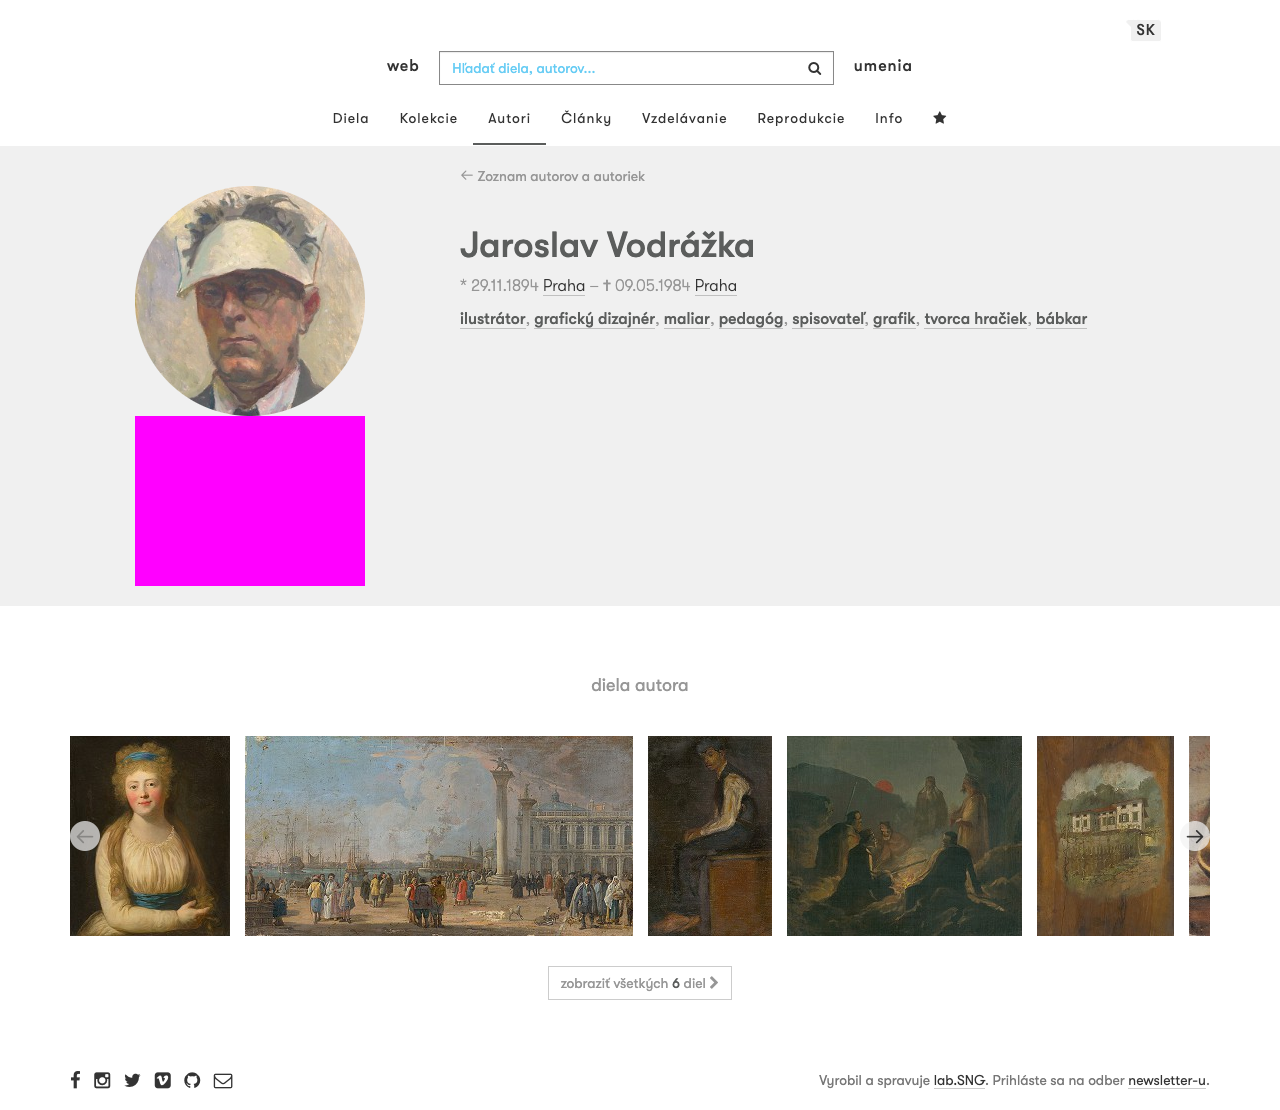 SK
web
Hľadať diela, autorov...
umenia
Diela Kolekcie Autori Články Vzdelávanie Reprodukcie Info
← Zoznam autorov a autoriek
Jaroslav Vodrážka
* 29.11.1894 Praha – ✝ 09.05.1984 Praha
ilustrátor, grafický dizajnér, maliar, pedagóg, spisovateľ, grafik, tvorca hračiek, bábkar
diela autora
zobraziť všetkých 6 diel
Vyrobil a spravuje lab.SNG. Prihláste sa na odber newsletter-u.